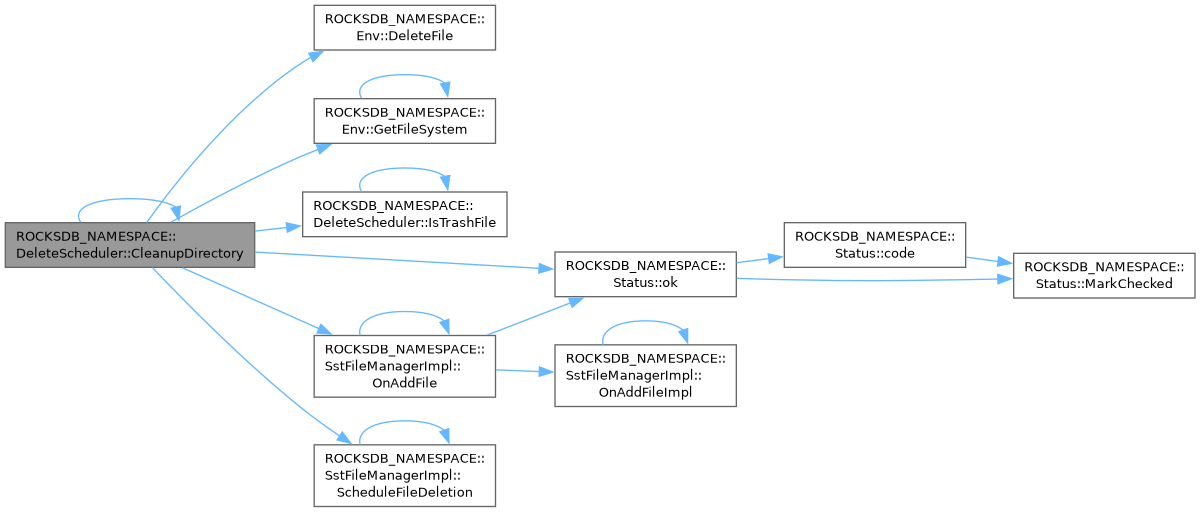 ROCKSDB_NAMESPACE::
Env::DeleteFile
ROCKSDB_NAMESPACE::
Env::GetFileSystem
ROCKSDB_NAMESPACE::
DeleteScheduler::IsTrashFile
ROCKSDB_NAMESPACE::
DeleteScheduler::CleanupDirectory
ROCKSDB_NAMESPACE::
Status::ok
ROCKSDB_NAMESPACE::
Status::code
ROCKSDB_NAMESPACE::
Status::MarkChecked
ROCKSDB_NAMESPACE::
SstFileManagerImpl::
OnAddFile
ROCKSDB_NAMESPACE::
SstFileManagerImpl::
OnAddFileImpl
ROCKSDB_NAMESPACE::
SstFileManagerImpl::
ScheduleFileDeletion